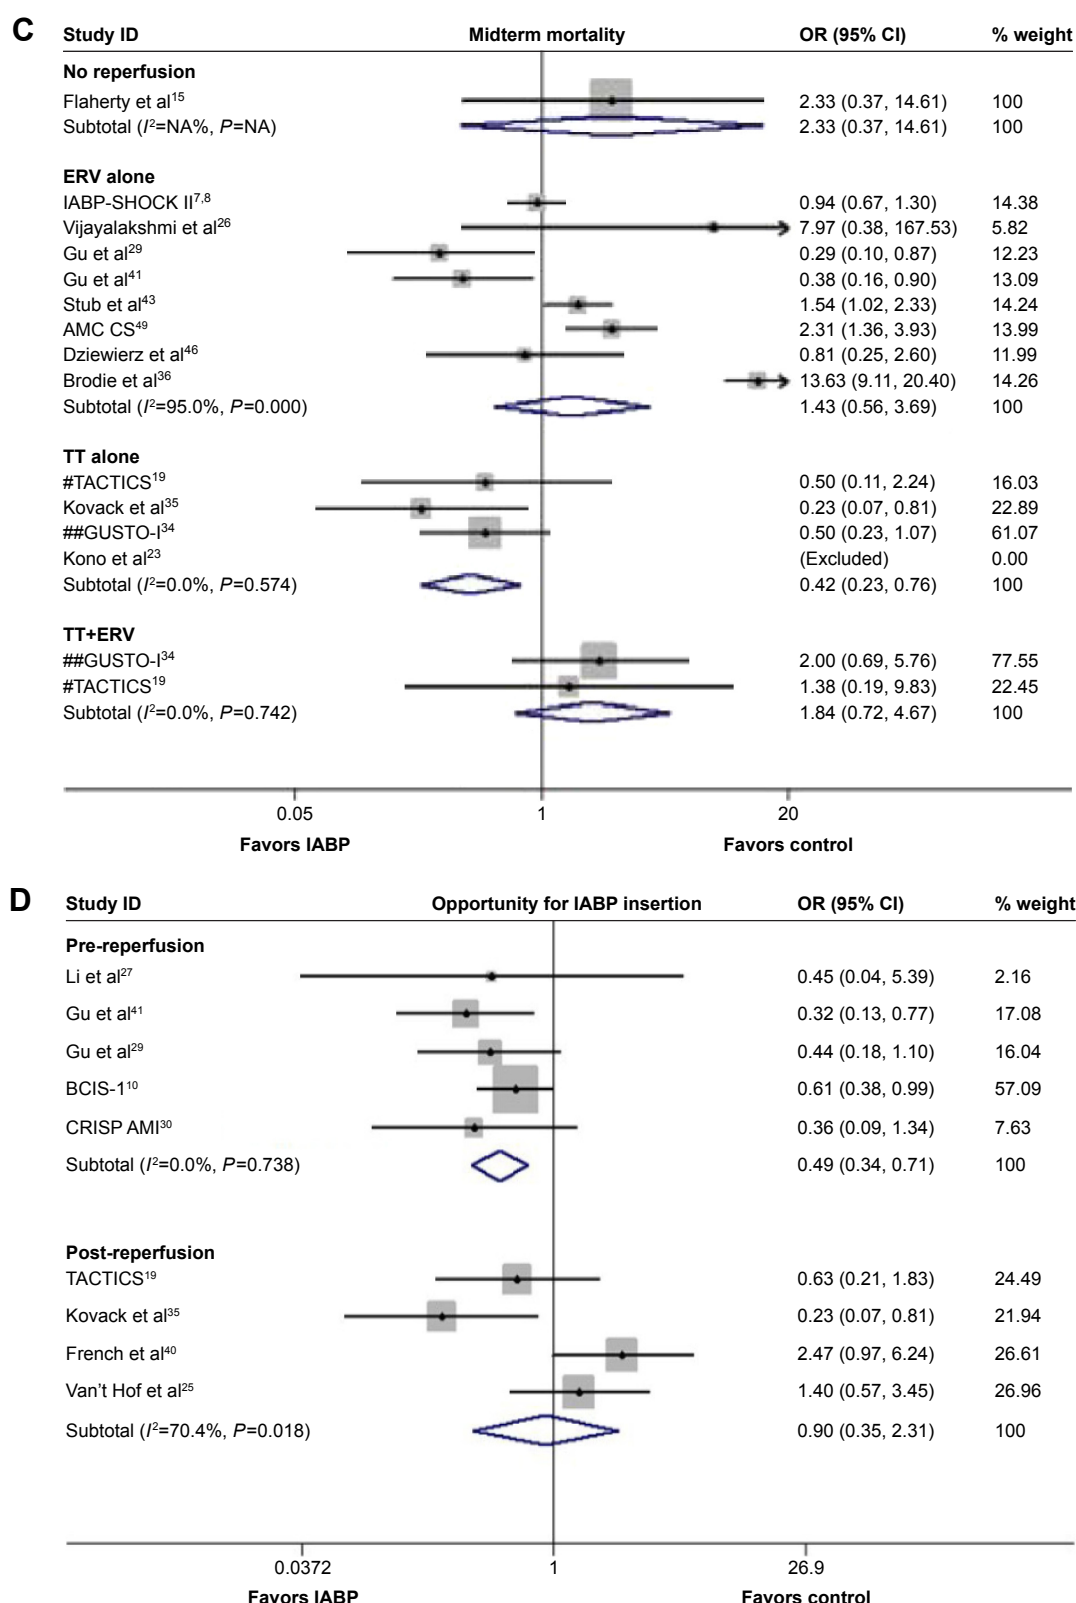 C Study ID Midterm mortality OR (95% CI) % weight
No reperfusion
Flaherty et al15 2.33 (0.37, 14.61) 100
Subtotal (I2=NA%, P=NA) 2.33 (0.37, 14.61) 100
ERV alone
IABP-SHOCK II7,8 0.94 (0.67, 1.30) 14.38
Vijayalakshmi et al26 7.97 (0.38, 167.53) 5.82
Gu et al29 0.29 (0.10, 0.87) 12.23
Gu et al41 0.38 (0.16, 0.90) 13.09
Stub et al43 1.54 (1.02, 2.33) 14.24
AMC CS49 2.31 (1.36, 3.93) 13.99
Dziewierz et al46 0.81 (0.25, 2.60) 11.99
Brodie et al36 13.63 (9.11, 20.40) 14.26
Subtotal (I2=95.0%, P=0.000) 1.43 (0.56, 3.69) 100
TT alone
#TACTICS19 0.50 (0.11, 2.24) 16.03
Kovack et al35 0.23 (0.07, 0.81) 22.89
##GUSTO-I34 0.50 (0.23, 1.07) 61.07
Kono et al23 (Excluded) 0.00
Subtotal (I2=0.0%, P=0.574) 0.42 (0.23, 0.76) 100
TT+ERV
##GUSTO-I34 2.00 (0.69, 5.76) 77.55
#TACTICS19 1.38 (0.19, 9.83) 22.45
Subtotal (I2=0.0%, P=0.742) 1.84 (0.72, 4.67) 100
0.05 1 20
Favors IABP Favors control
D Study ID Opportunity for IABP insertion OR (95% CI) % weight
Pre-reperfusion
Li et al27 0.45 (0.04, 5.39) 2.16
Gu et al41 0.32 (0.13, 0.77) 17.08
Gu et al29 0.44 (0.18, 1.10) 16.04
BCIS-110 0.61 (0.38, 0.99) 57.09
CRISP AMI30 0.36 (0.09, 1.34) 7.63
Subtotal (I2=0.0%, P=0.738) 0.49 (0.34, 0.71) 100
Post-reperfusion
TACTICS19 0.63 (0.21, 1.83) 24.49
Kovack et al35 0.23 (0.07, 0.81) 21.94
French et al40 2.47 (0.97, 6.24) 26.61
Van't Hof et al25 1.40 (0.57, 3.45) 26.96
Subtotal (I2=70.4%, P=0.018) 0.90 (0.35, 2.31) 100
0.0372 1 26.9
Favors IABP Favors control